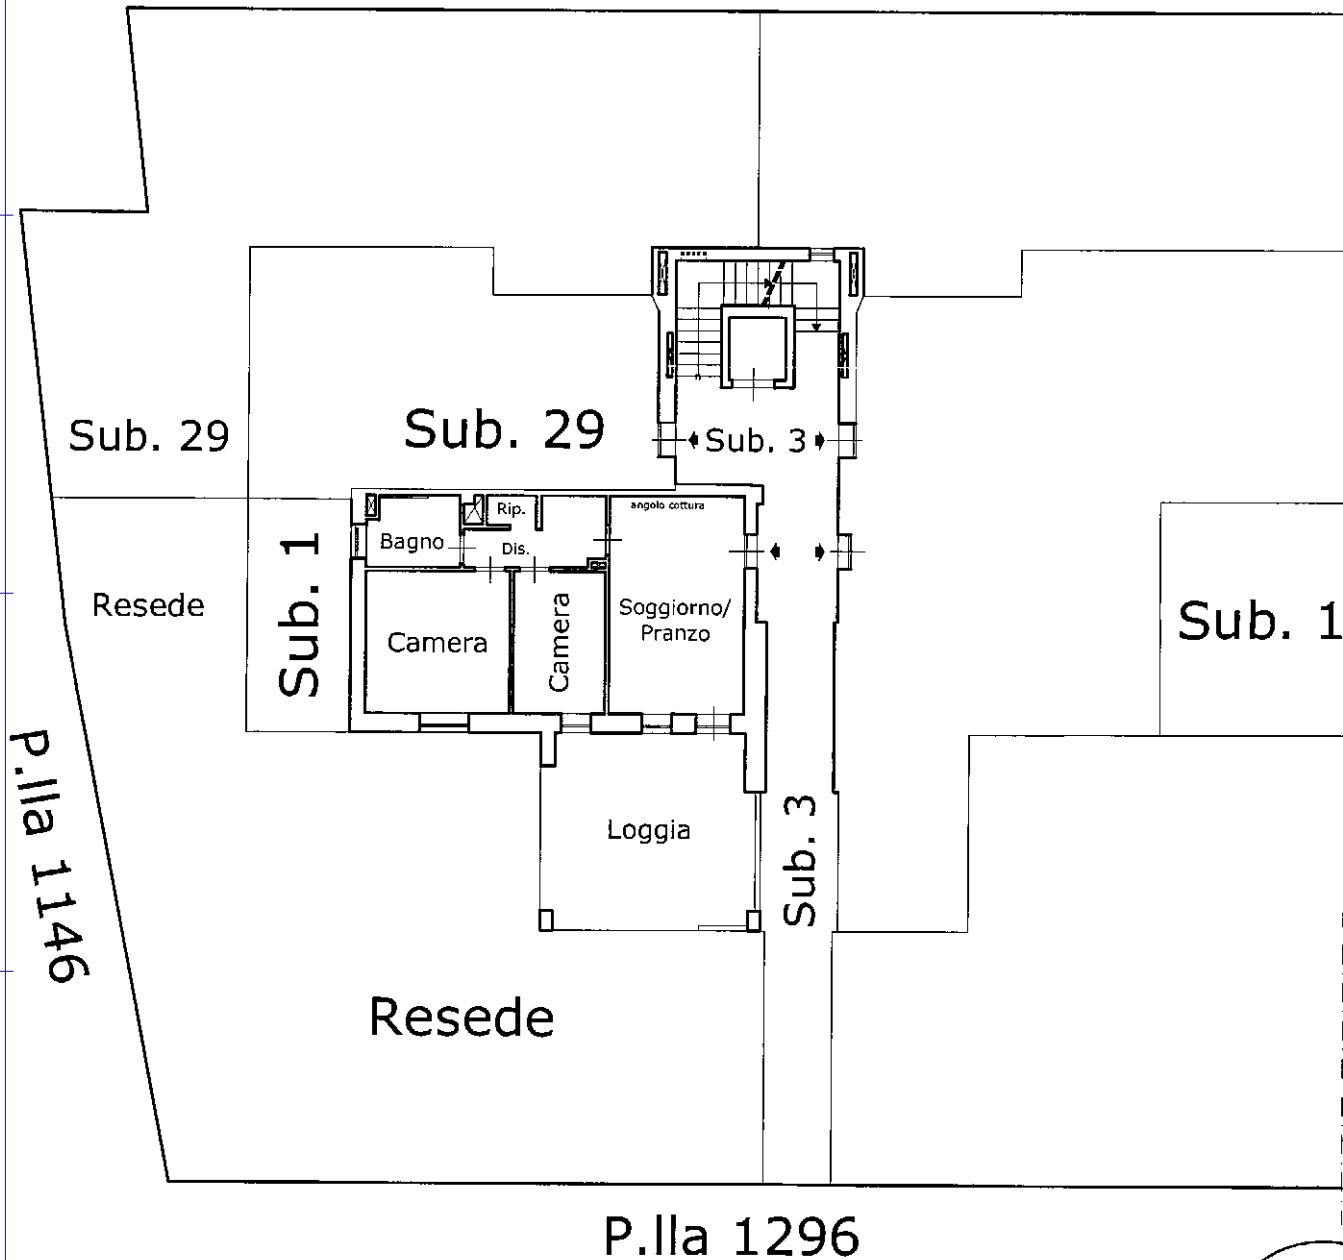 Sub. 29
Sub. 29
Sub. 3
Rip.
angolo cottura
Bagno
Dis.
Sub. 1
Resede
Camera
Camera
Soggiorno/
Pranzo
Sub. 1
P.lla 1146
Loggia
Sub. 3
Resede
P.lla 1296